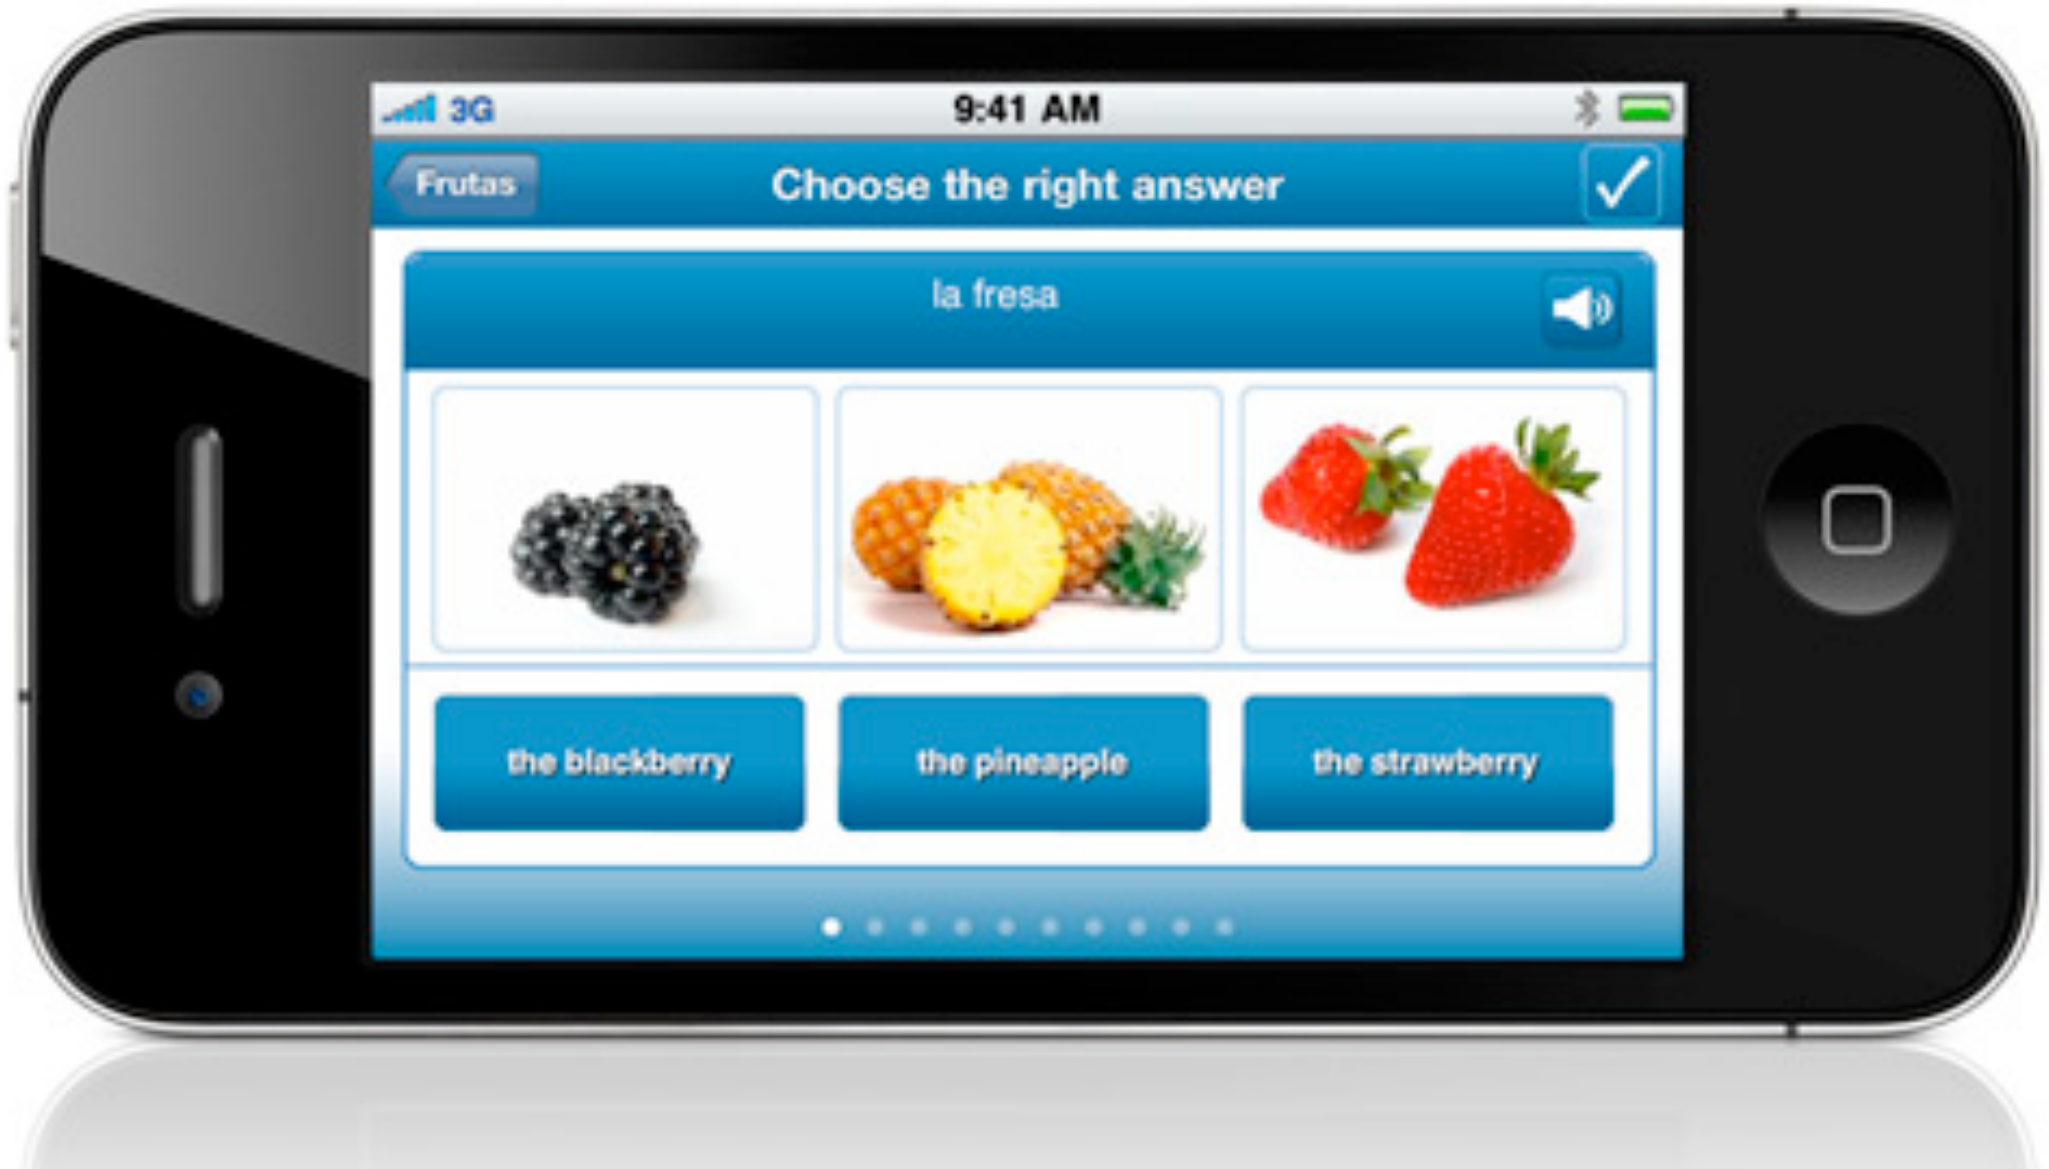 3G
9:41 AM
Frutas
Choose the right answer
la fresa
the blackberry
the pineapple
the strawberry